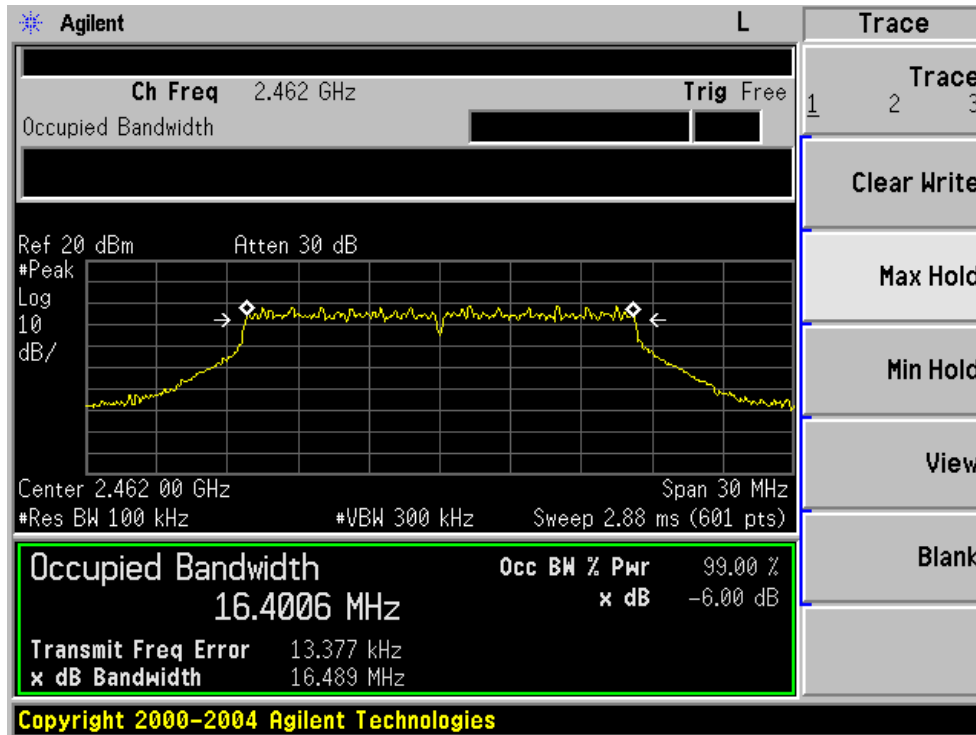 Agilent L Trace
Ch Freq 2.462 GHz Trig Free
Occupied Bandwidth
Trace
1 2 3
Clear Write
Max Hold
Min Hold
View
Blank
Ref 20 dBm Atten 30 dB
#Peak
Log
10
dB/
Center 2.462 00 GHz Span 30 MHz
#Res BW 100 kHz #VBW 300 kHz Sweep 2.88 ms (601 pts)
Occupied Bandwidth Occ BW % Pwr 99.00 %
16.4006 MHz x dB -6.00 dB
Transmit Freq Error 13.377 kHz
x dB Bandwidth 16.489 MHz
Copyright 2000-2004 Agilent Technologies